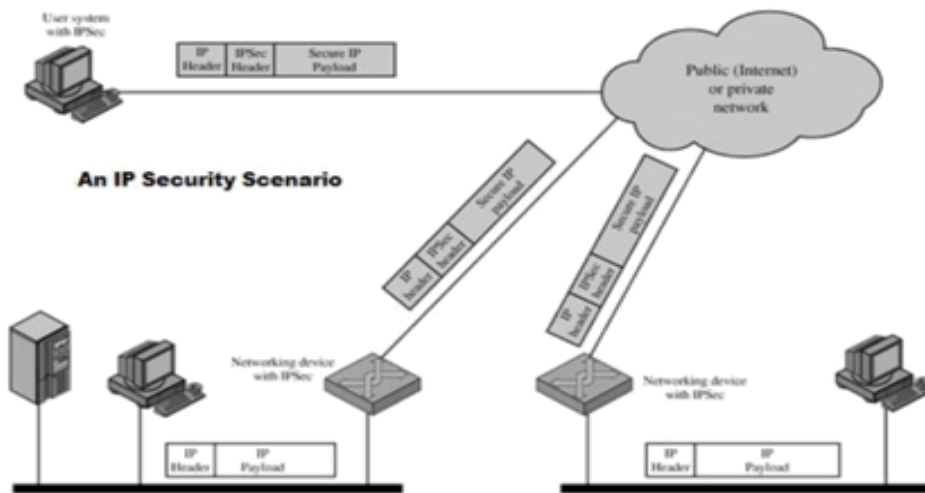 User system
with IPSec
IP
Header
IPSec
Header
Secure IP
Payload
Public (Internet)
or private
network
An IP Security Scenario
IP
header
IPSec
header
Secure IP
payload
IP
header
IPSec
header
Secure IP
payload
Networking device
with IPSec
Networking device
with IPSec
IP
Header
IP
Payload
IP
Header
IP
Payload